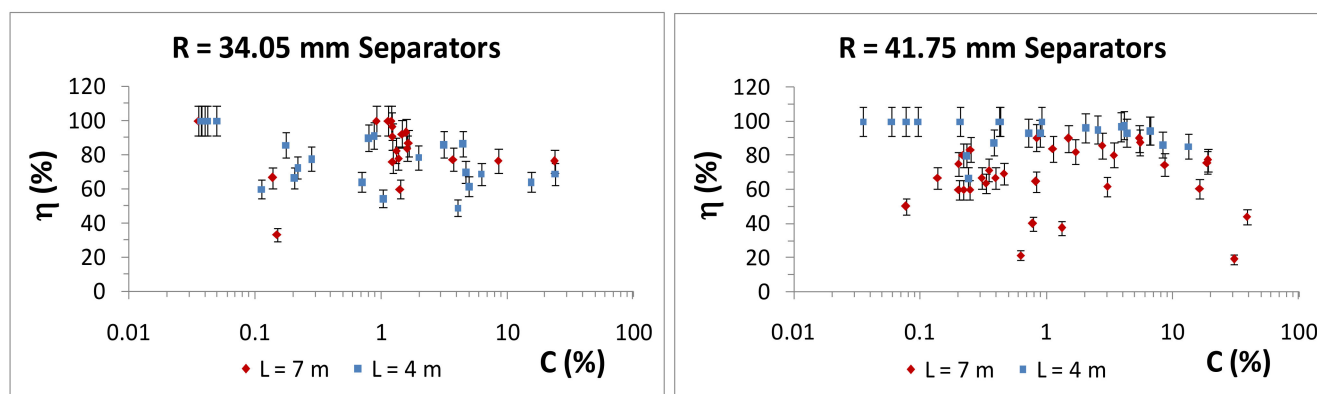 R = 34.05 mm Separators
120
100
80
60
40
20
0
η (%)
0.01 0.1 1 10 100
C (%)
L = 7 m L = 4 m
R = 41.75 mm Separators
120
100
80
60
40
20
0
η (%)
0.01 0.1 1 10 100
C (%)
L = 7 m L = 4 m